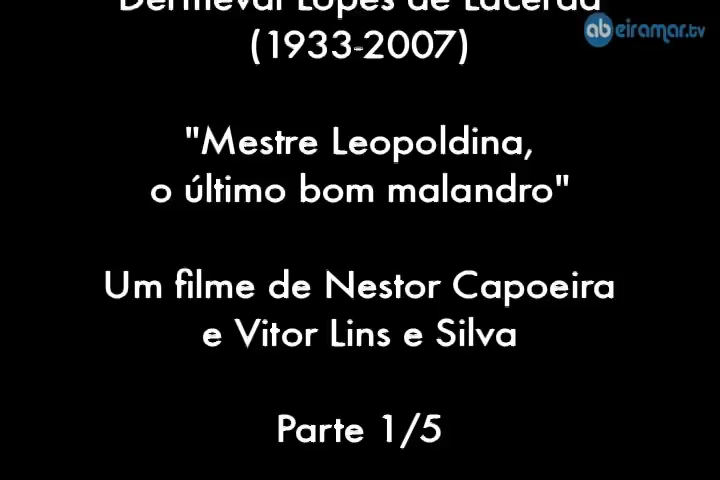 Dermeval Lopes de Lacerda
(1933-2007)
abeiramar.tv
"Mestre Leopoldina,
o último bom malandro"
Um filme de Nestor Capoeira
e Vitor Lins e Silva
Parte 1/5